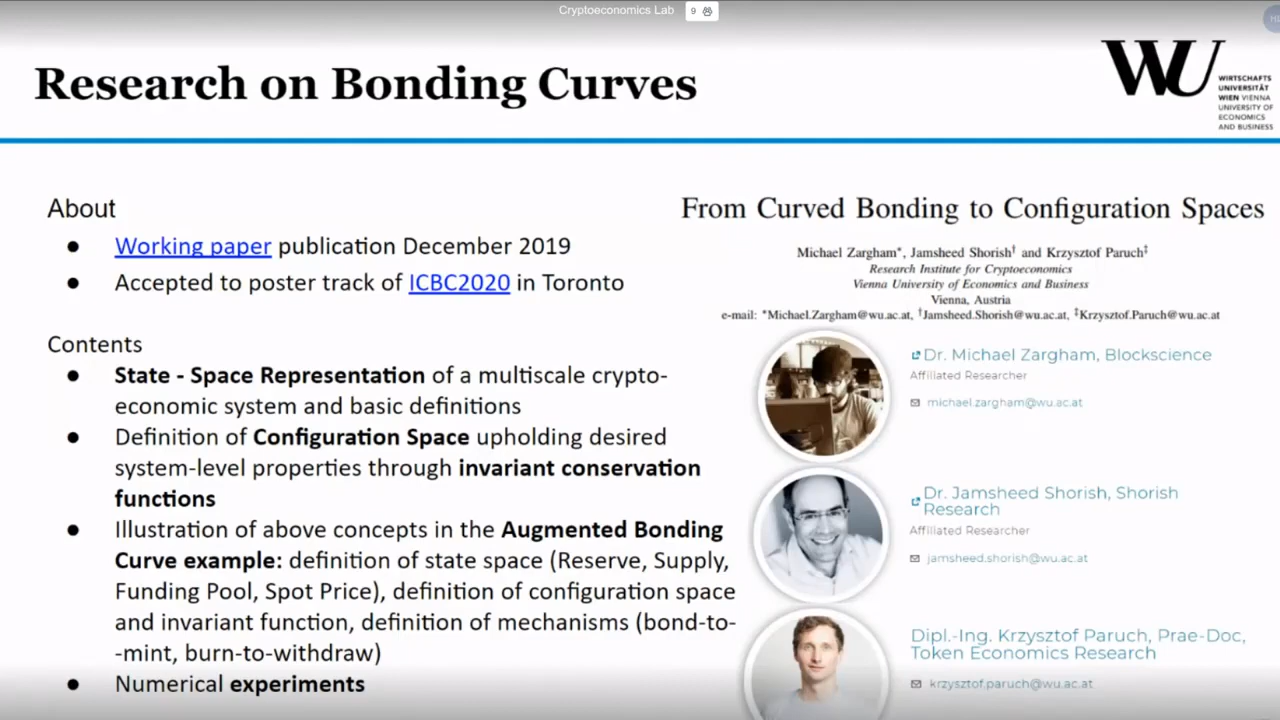 Cryptoeconomics Lab 9
Research on Bonding Curves
WU
WIRTSCHAFTS
UNIVERSITÄT
WIEN VIENNA
UNIVERSITY OF
ECONOMICS
AND BUSINESS
About
● Working paper publication December 2019
● Accepted to poster track of ICBC2020 in Toronto
Contents
● State - Space Representation of a multiscale crypto-
economic system and basic definitions
● Definition of Configuration Space upholding desired
system-level properties through invariant conservation
functions
● Illustration of above concepts in the Augmented Bonding
Curve example: definition of state space (Reserve, Supply,
Funding Pool, Spot Price), definition of configuration space
and invariant function, definition of mechanisms (bond-to-
-mint, burn-to-withdraw)
● Numerical experiments
From Curved Bonding to Configuration Spaces
Michael Zargham*, Jamsheed Shorish† and Krzysztof Paruch‡
Research Institute for Cryptoeconomics
Vienna University of Economics and Business
Vienna, Austria
e-mail: *Michael.Zargham@wu.ac.at, †Jamsheed.Shorish@wu.ac.at, ‡Krzysztof.Paruch@wu.ac.at
Dr. Michael Zargham, Blockscience
Affiliated Researcher
michael.zargham@wu.ac.at
Dr. Jamsheed Shorish, Shorish
Research
Affiliated Researcher
jamsheed.shorish@wu.ac.at
Dipl.-Ing. Krzysztof Paruch, Prae-Doc,
Token Economics Research
krzysztof.paruch@wu.ac.at